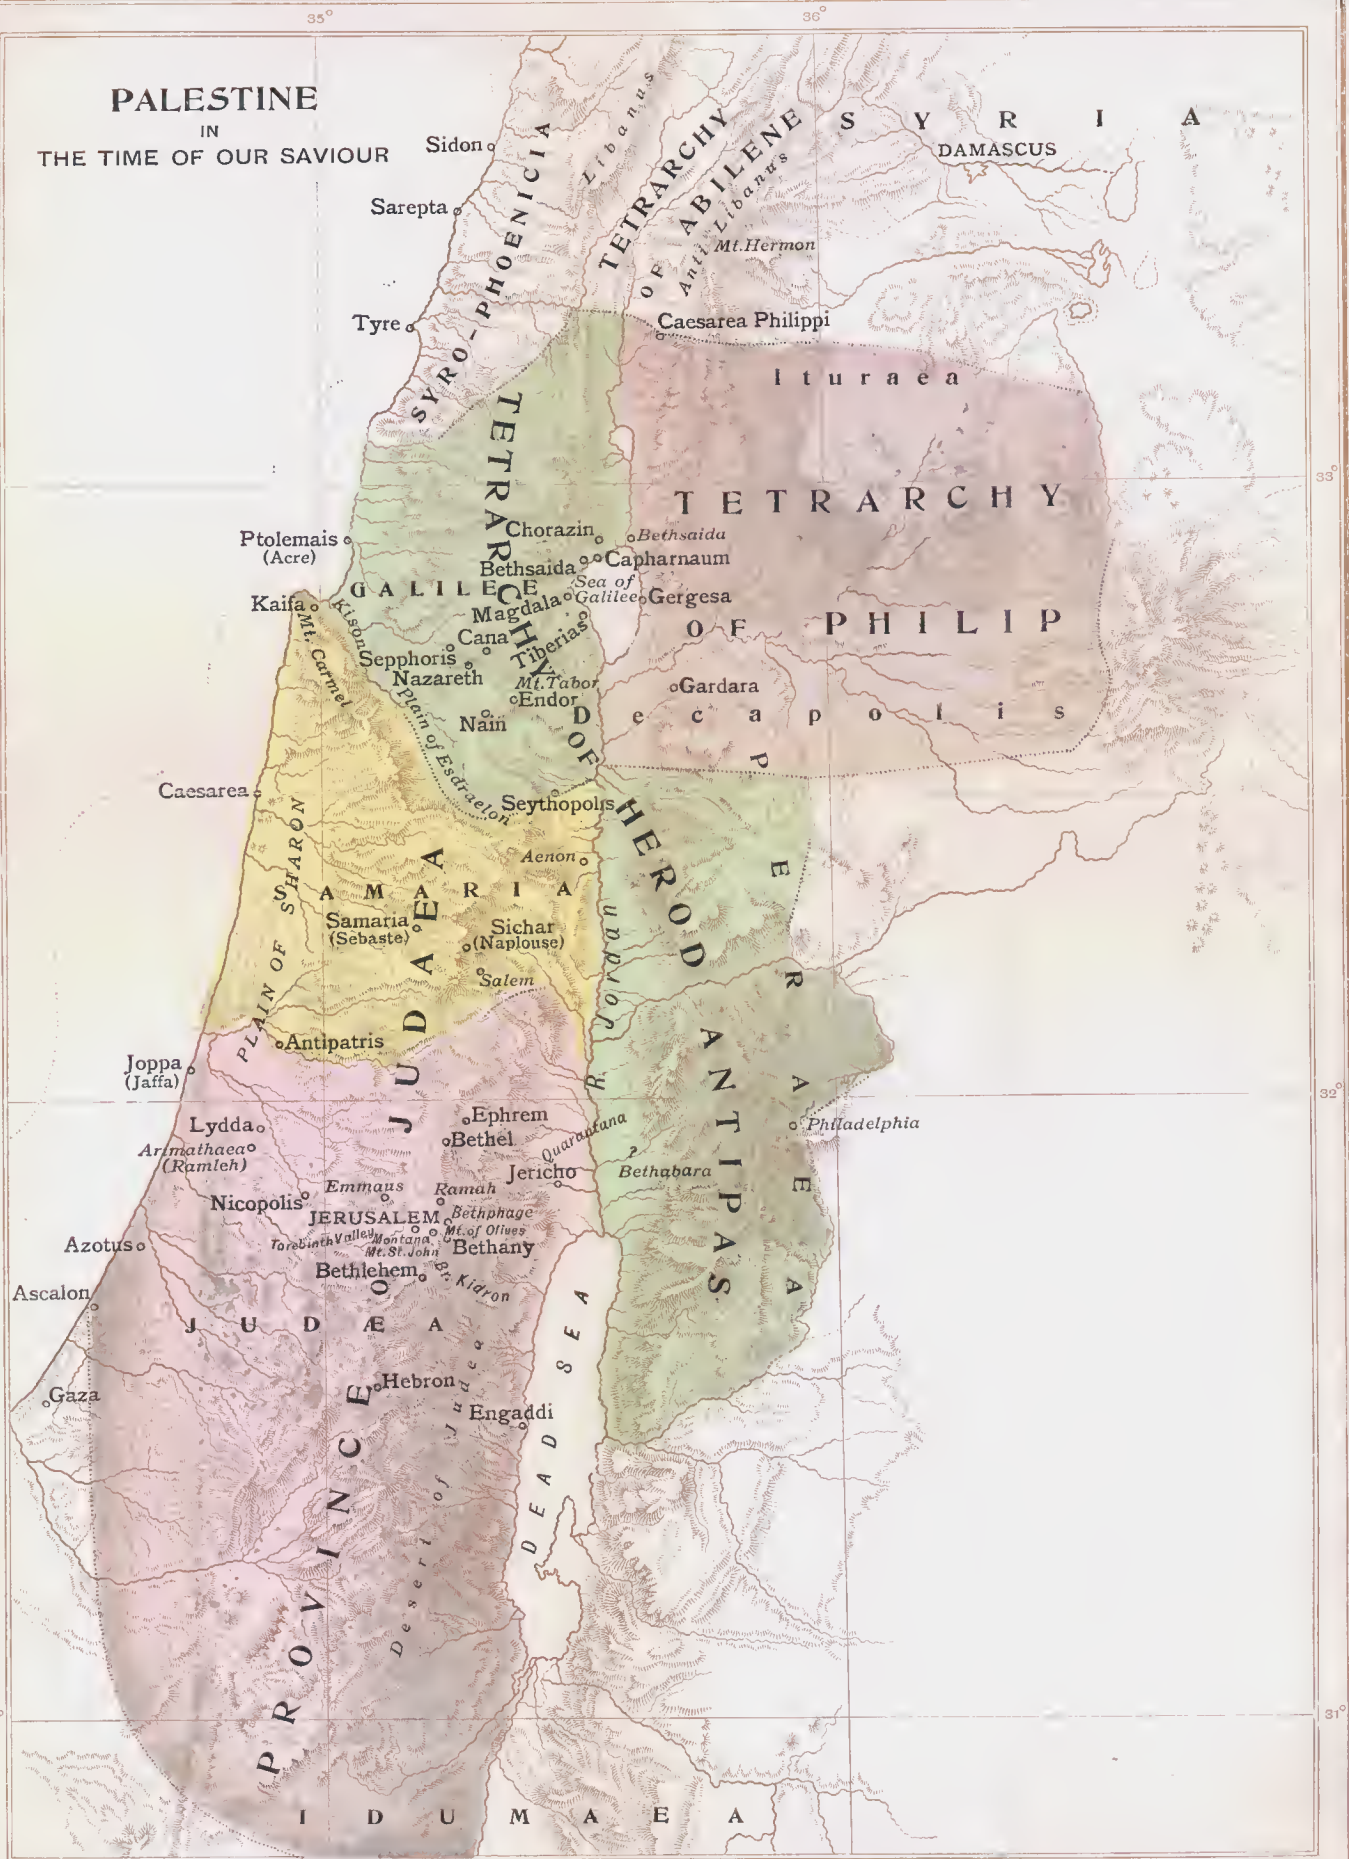 35°
36°
PALESTINE
IN
THE TIME OF OUR SAVIOUR
Sidon
Sarepta
Tyre
SYRO-PHOENICIA
Libanus
TETRARCHY
OF ABILENE
Anti Libanus
SYRIA
DAMASCUS
Mt. Hermon
Caesarea Philippi
Ituraea
TETRARCHY
OF PHILIP
33°
TETRARCHY OF HEROD ANTIPAS
Ptolemais
(Acre)
Chorazin
Bethsaida
Bethsaida
Capharnaum
GALILEE
Sea of
Galilee
Gergesa
Kaifa
Kison
Mt. Carmel
Magdala
Cana
Tiberias
Sepphoris
Nazareth
Mt. Tabor
Endor
Nain
Gardara
Decapolis
Plain of Esdraelon
Caesarea
Seythopolis
PLAIN OF SHARON
Aenon
SAMARIA
Samaria
(Sebaste)
Sichar
(Naplouse)
Salem
R. Jordan
PERAEA
Antipatris
Joppa
(Jaffa)
32°
Lydda
Ephrem
Bethel
Quarantana
Philadelphia
Arimathaea
(Ramleh)
Jericho
?
Bethabara
Nicopolis
Emmaus
Ramah
JERUSALEM
Bethphage
Mt. of Olives
Torebinth Valley
Montana
Mt. St. John
Bethany
Azotus
Bethlehem
Br. Kidron
Ascalon
JUDÆA
Gaza
Hebron
Engaddi
Desert of Judea
DEAD SEA
PROVINCE OF JUDAEA
31°
IDUMAEA